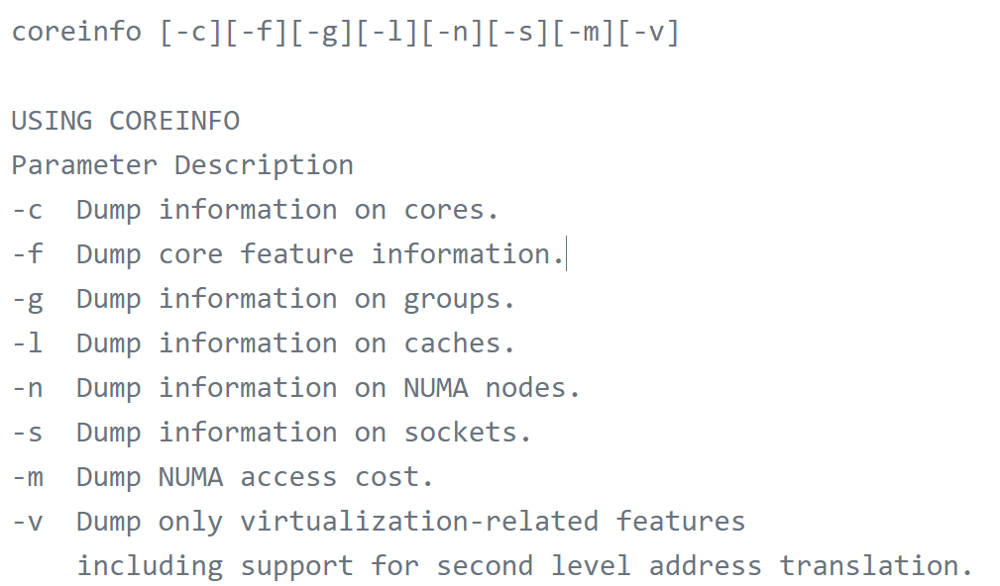 coreinfo [-c][-f][-g][-l][-n][-s][-m][-v]
USING COREINFO
Parameter Description
-c  Dump information on cores.
-f  Dump core feature information.
-g  Dump information on groups.
-l  Dump information on caches.
-n  Dump information on NUMA nodes.
-s  Dump information on sockets.
-m  Dump NUMA access cost.
-v  Dump only virtualization-related features
    including support for second level address translation.